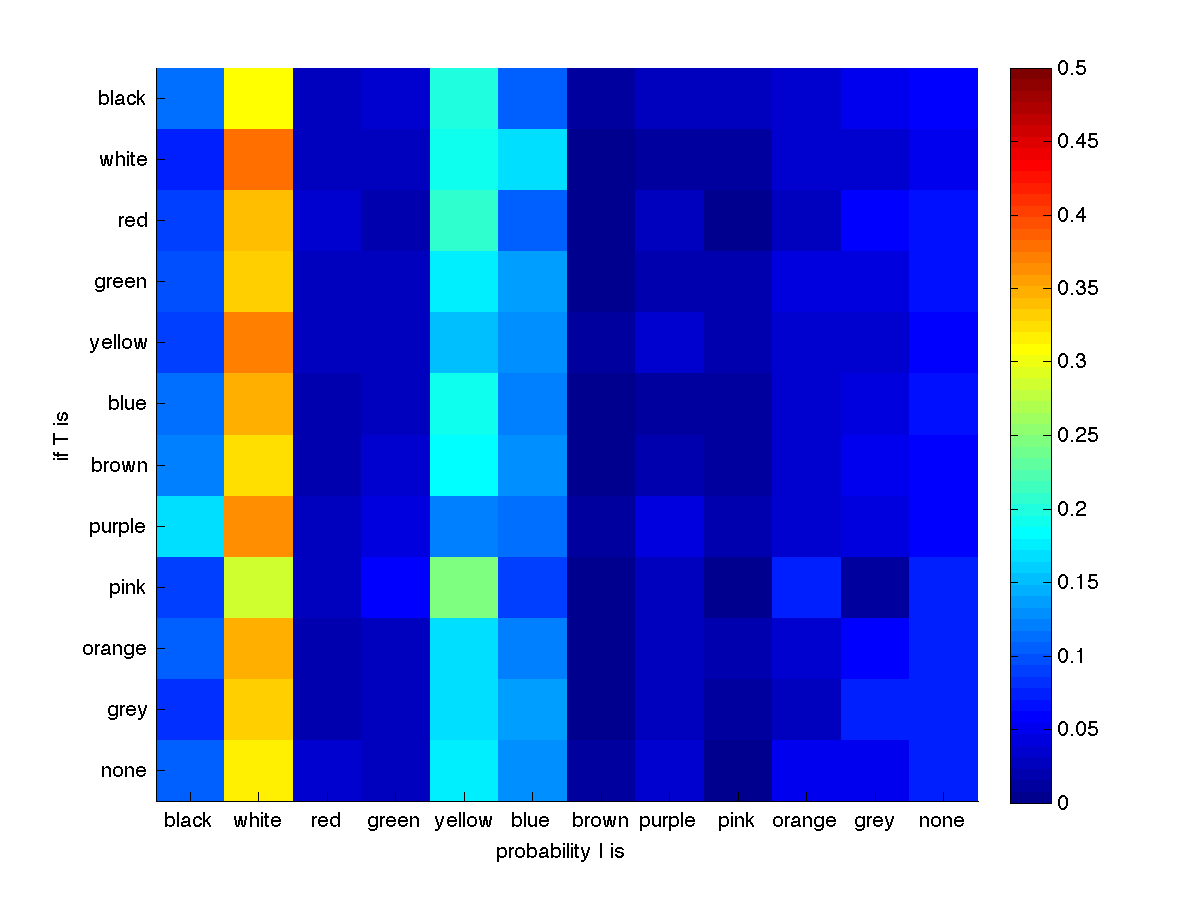 black
white
red
green
yellow
blue
brown
purple
pink
orange
grey
none
if T is
black white red green yellow blue brown purple pink orange grey none
probability I is
0.5
0.45
0.4
0.35
0.3
0.25
0.2
0.15
0.1
0.05
0